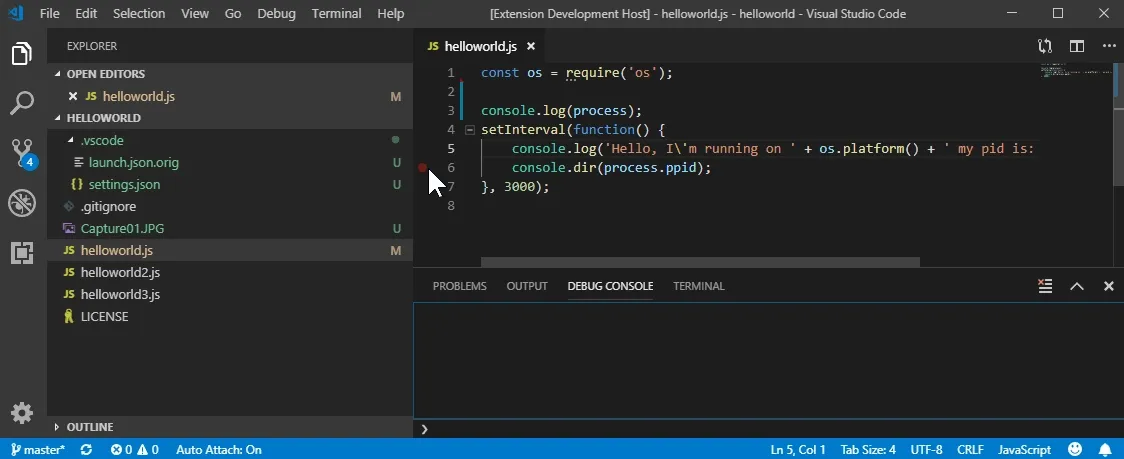 File Edit Selection View Go Debug Terminal Help [Extension Development Host] - helloworld.js - helloworld - Visual Studio Code
EXPLORER
OPEN EDITORS
JS helloworld.js M
HELLOWORLD
.vscode
launch.json.orig U
{} settings.json U
.gitignore
Capture01.JPG U
JS helloworld.js M
JS helloworld2.js
JS helloworld3.js
LICENSE
OUTLINE
4
JS helloworld.js
1 const os = require('os');
2
3 console.log(process);
4 setInterval(function() {
5 console.log('Hello, I\'m running on ' + os.platform() + ' my pid is:
6 console.dir(process.ppid);
7 }, 3000);
8
PROBLEMS OUTPUT DEBUG CONSOLE TERMINAL
master* 0 0 Auto Attach: On Ln 5, Col 1 Tab Size: 4 UTF-8 CRLF JavaScript